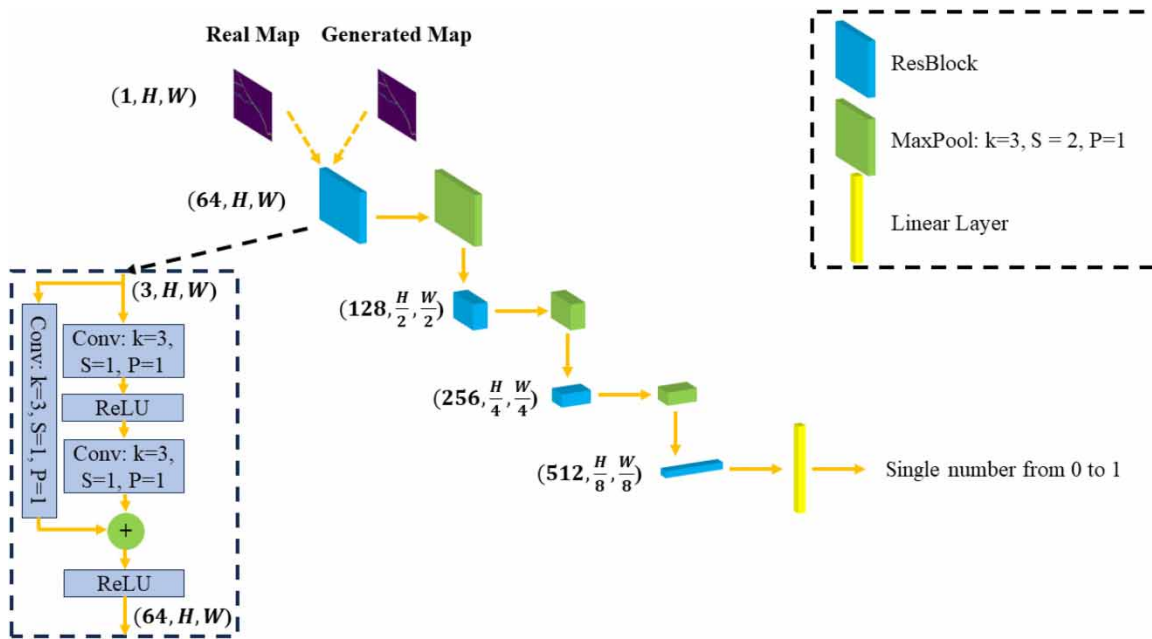 Real Map
Generated Map
(1, H, W)
(64, H, W)
(128, H/2, W/2)
(256, H/4, W/4)
(512, H/8, W/8)
Single number from 0 to 1
ResBlock
MaxPool: k=3, S = 2, P=1
Linear Layer
(3, H, W)
Conv: k=3, S=1, P=1
Conv: k=3,
S=1, P=1
ReLU
Conv: k=3,
S=1, P=1
+
ReLU
(64, H, W)